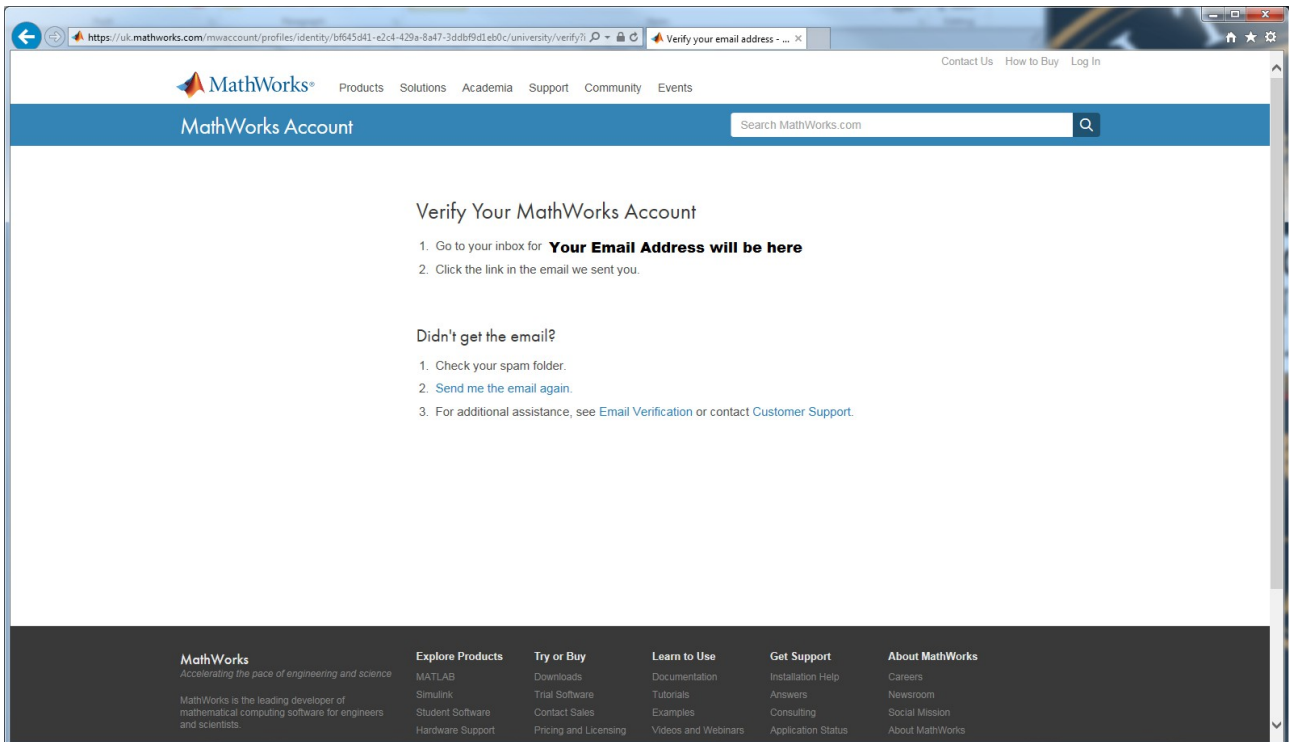 https://uk.mathworks.com/mwaccount/profiles/identity/bf645d41-e2c4-429a-8a47-3ddbf9d1eb0c/university/verify?i
Verify your email address - ...
Contact Us How to Buy Log In
MathWorks®
Products Solutions Academia Support Community Events
MathWorks Account
Search MathWorks.com
Verify Your MathWorks Account
1. Go to your inbox for Your Email Address will be here
2. Click the link in the email we sent you.
Didn't get the email?
1. Check your spam folder.
2. Send me the email again.
3. For additional assistance, see Email Verification or contact Customer Support.
MathWorks
Accelerating the pace of engineering and science
MathWorks is the leading developer of
mathematical computing software for engineers
and scientists.
Explore Products
MATLAB
Simulink
Student Software
Hardware Support
Try or Buy
Downloads
Trial Software
Contact Sales
Pricing and Licensing
Learn to Use
Documentation
Tutorials
Examples
Videos and Webinars
Get Support
Installation Help
Answers
Consulting
Application Status
About MathWorks
Careers
Newsroom
Social Mission
About MathWorks